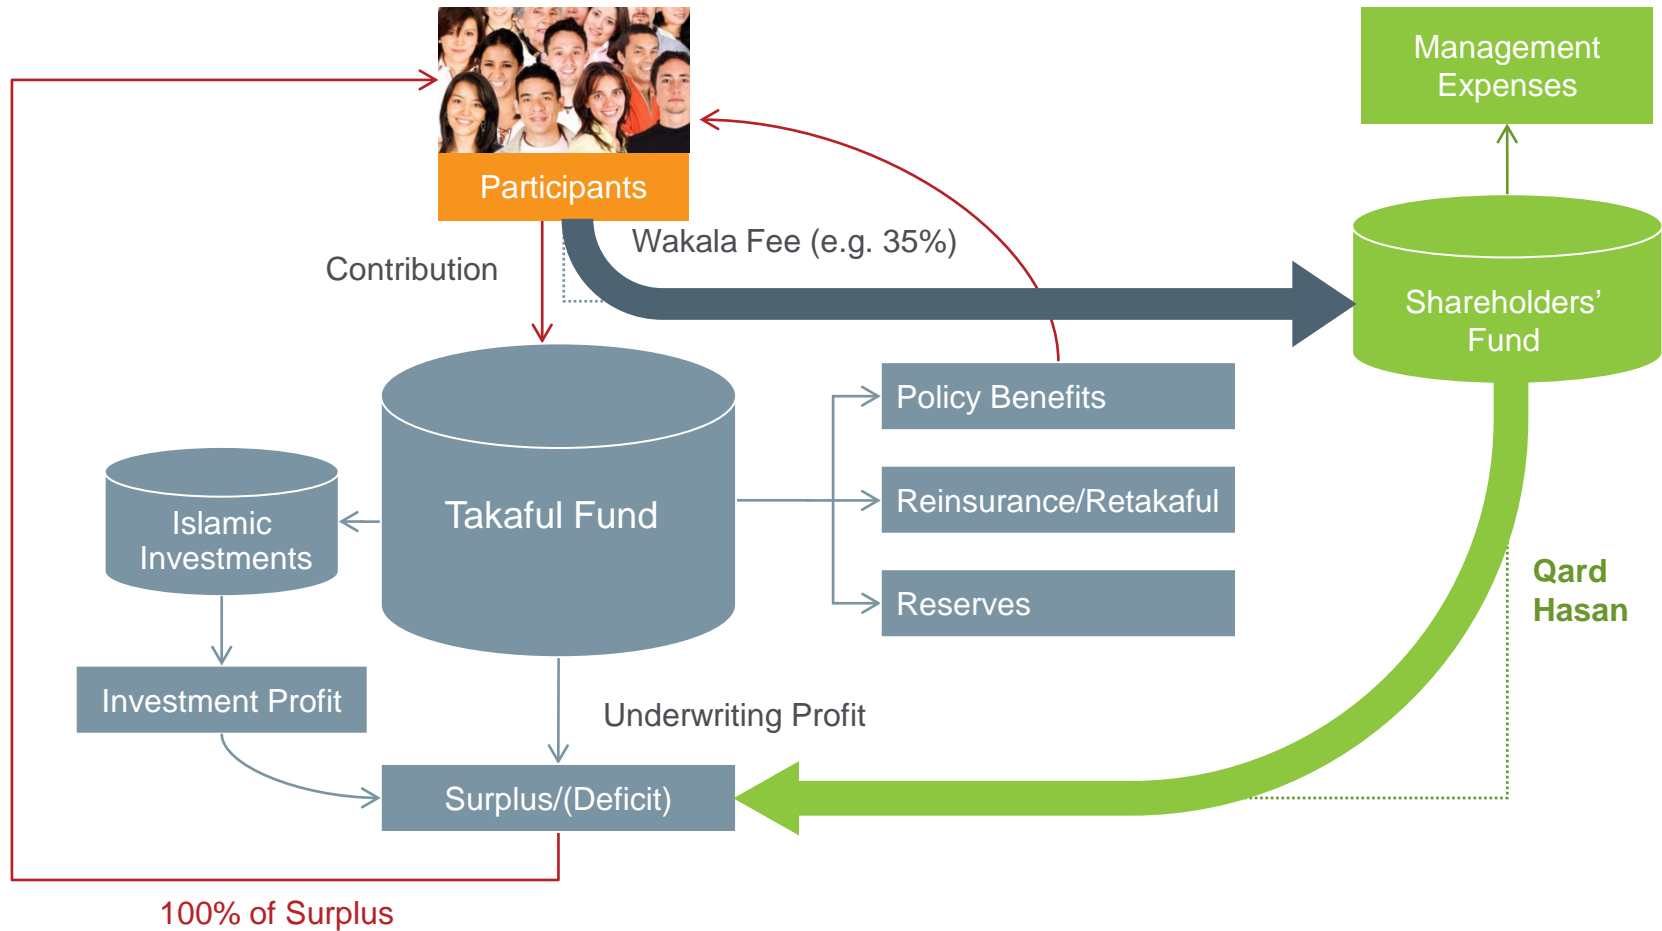 Management
Expenses
Participants
Wakala Fee (e.g. 35%)
Contribution
Shareholders’
Fund
Policy Benefits
Takaful Fund
Reinsurance/Retakaful
Islamic
Investments
Reserves
Qard
Hasan
Investment Profit
Underwriting Profit
Surplus/(Deficit)
100% of Surplus